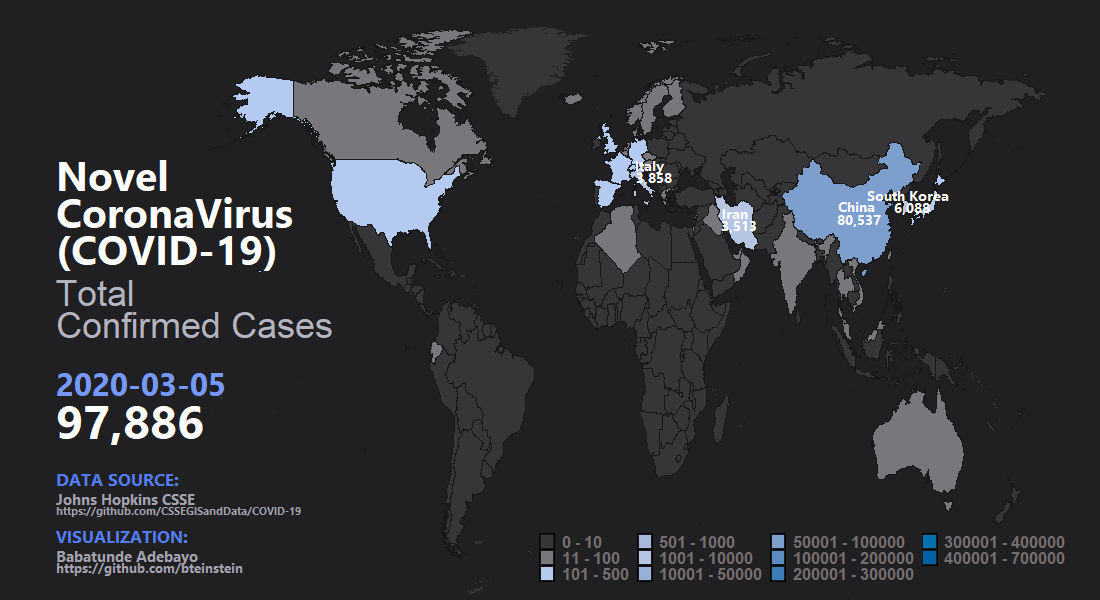 Novel
CoronaVirus
(COVID-19)
Total
Confirmed Cases
2020-03-05
97,886
DATA SOURCE:
Johns Hopkins CSSE
https://github.com/CSSEGISandData/COVID-19
VISUALIZATION:
Babatunde Adebayo
https://github.com/bteinstein
Italy
3,858
Iran
3,513
China
80,537
South Korea
6,088
0 - 10
11 - 100
101 - 500
501 - 1000
1001 - 10000
10001 - 50000
50001 - 100000
100001 - 200000
200001 - 300000
300001 - 400000
400001 - 700000